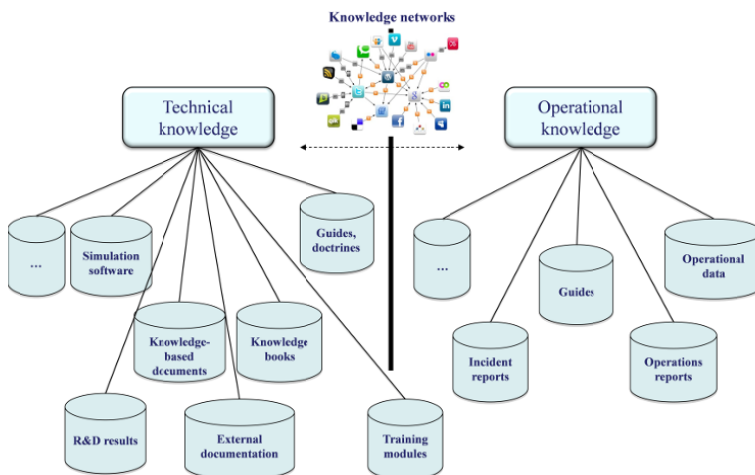 Knowledge networks
Technical
knowledge
Operational
knowledge
...
Simulation
software
Guides,
doctrines
...
Guides
Operational
data
Knowledge-
based
documents
Knowledge
books
Incident
reports
Operations
reports
R&D results
External
documentation
Training
modules